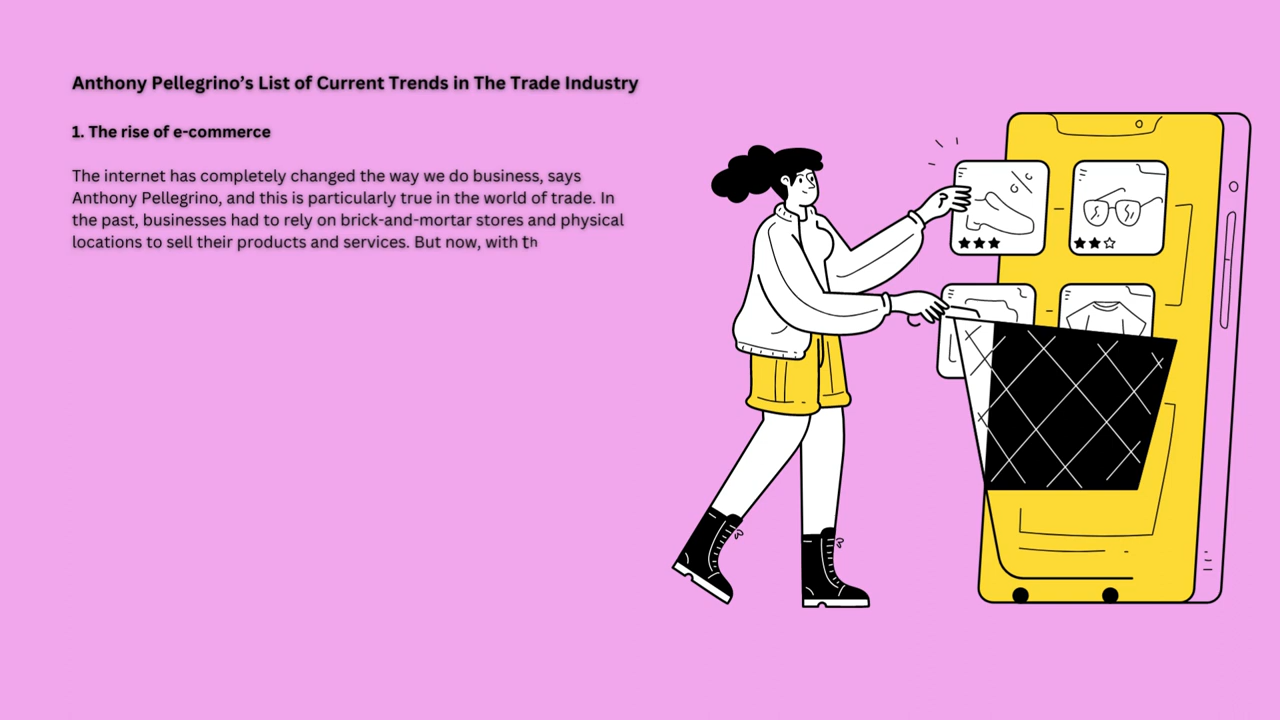 Anthony Pellegrino’s List of Current Trends in The Trade Industry
1. The rise of e-commerce
The internet has completely changed the way we do business, says
Anthony Pellegrino, and this is particularly true in the world of trade. In
the past, businesses had to rely on brick-and-mortar stores and physical
locations to sell their products and services. But now, with th